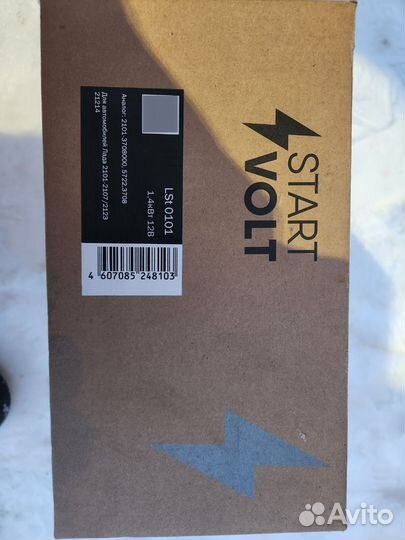 START
VOLT
LSt 0101
1.4кВт 12В
Аналог: 2101.3708000, 5722.3708
Для автомобилей Лада 2101-2107/2123
21214
4 607085 248103
Avito